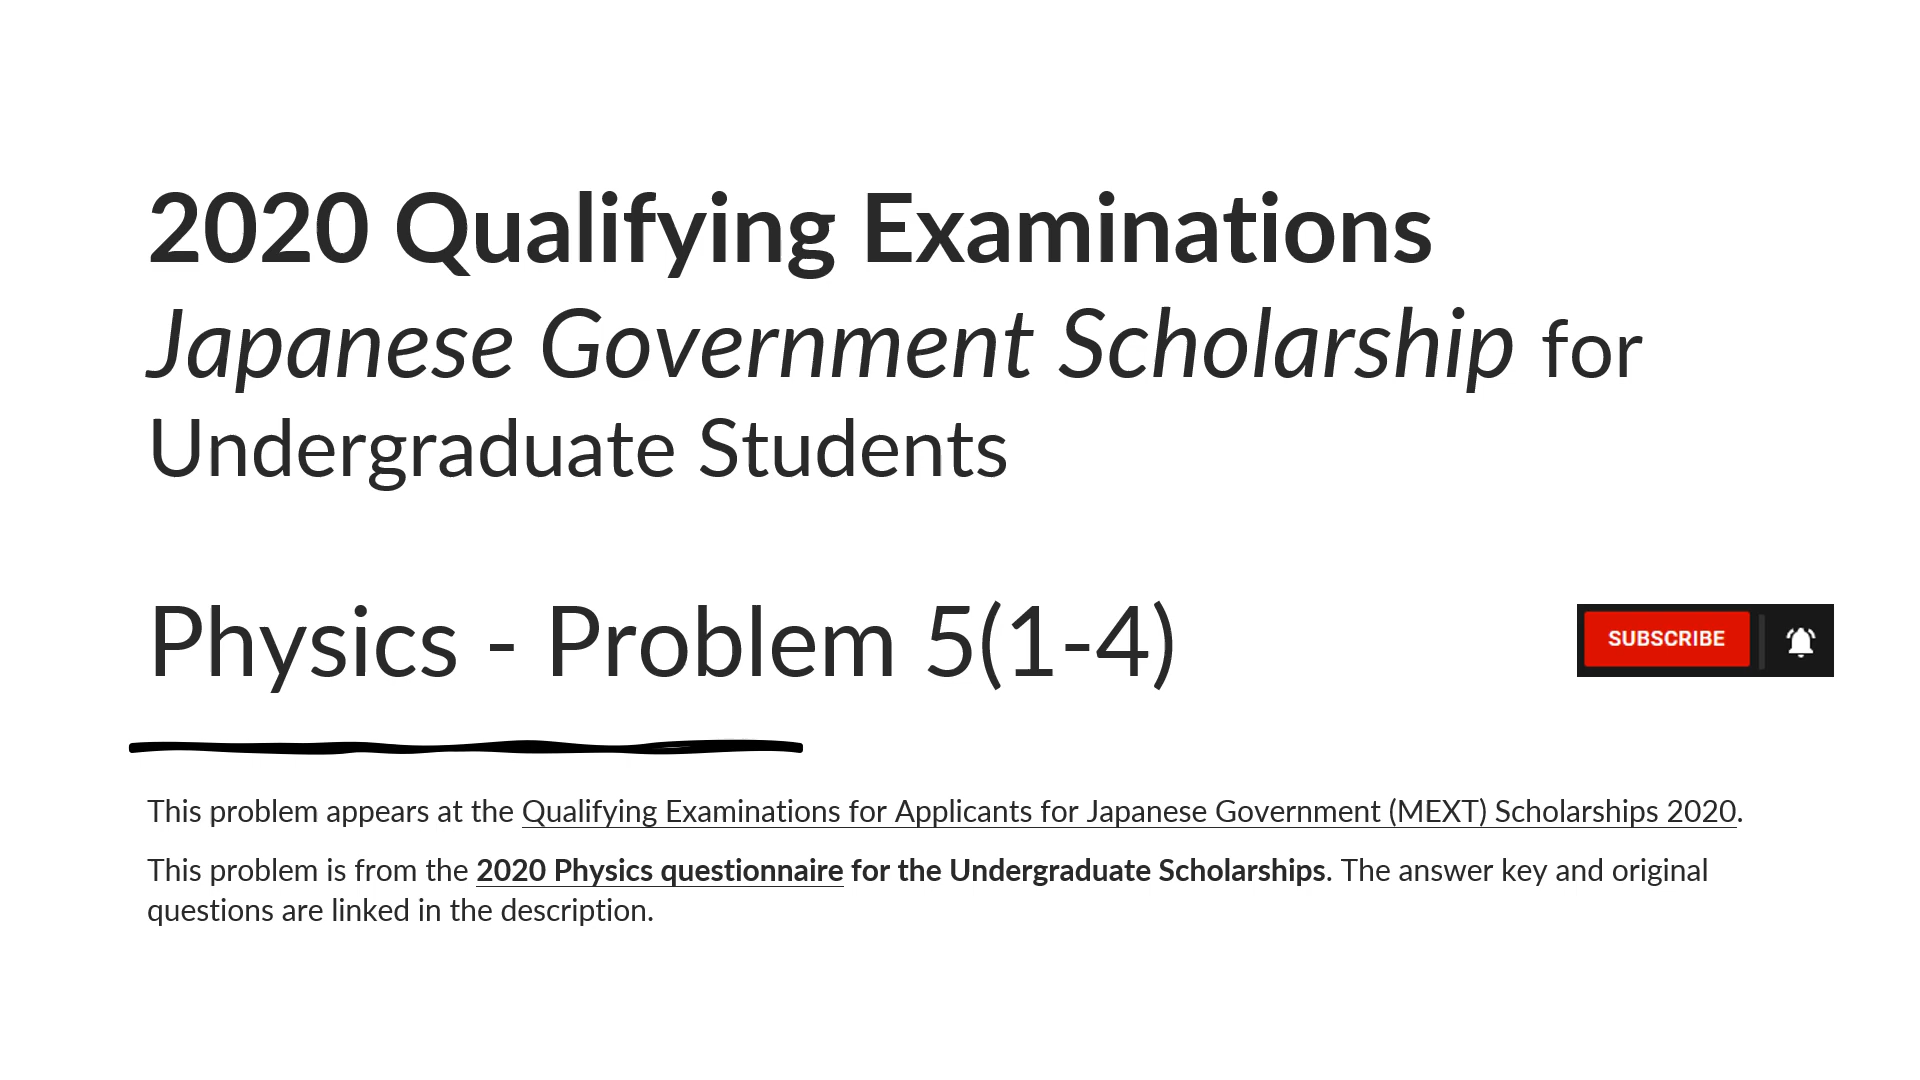 2020 Qualifying Examinations
Japanese Government Scholarship for
Undergraduate Students
Physics - Problem 5(1-4)
SUBSCRIBE
This problem appears at the Qualifying Examinations for Applicants for Japanese Government (MEXT) Scholarships 2020.
This problem is from the 2020 Physics questionnaire for the Undergraduate Scholarships. The answer key and original
questions are linked in the description.